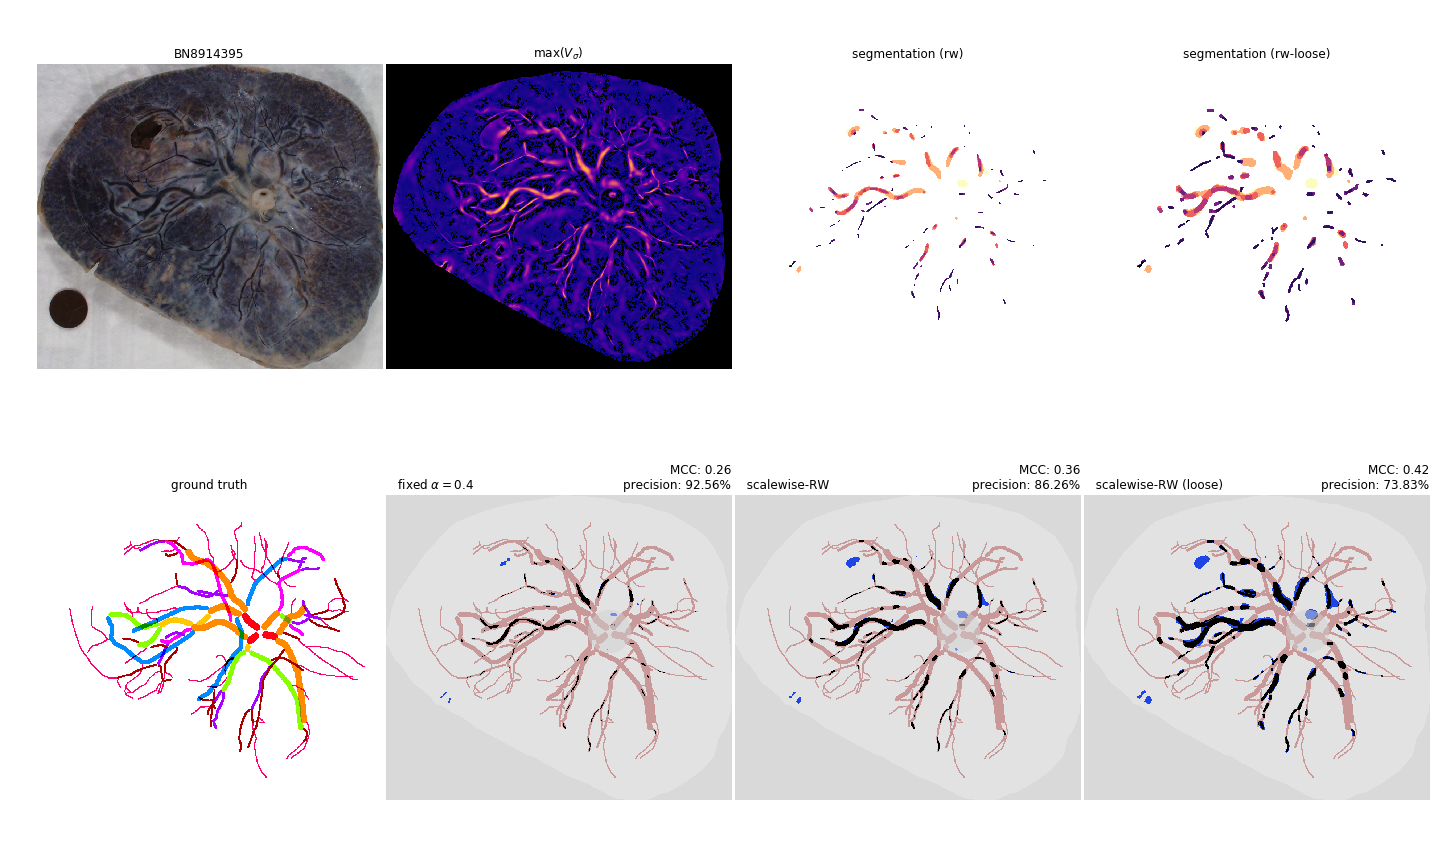 BN8914395
max(Vσ)
segmentation (rw)
segmentation (rw-loose)
ground truth
fixed α = 0.4
MCC: 0.26
precision: 92.56%
scalewise-RW
MCC: 0.36
precision: 86.26%
scalewise-RW (loose)
MCC: 0.42
precision: 73.83%